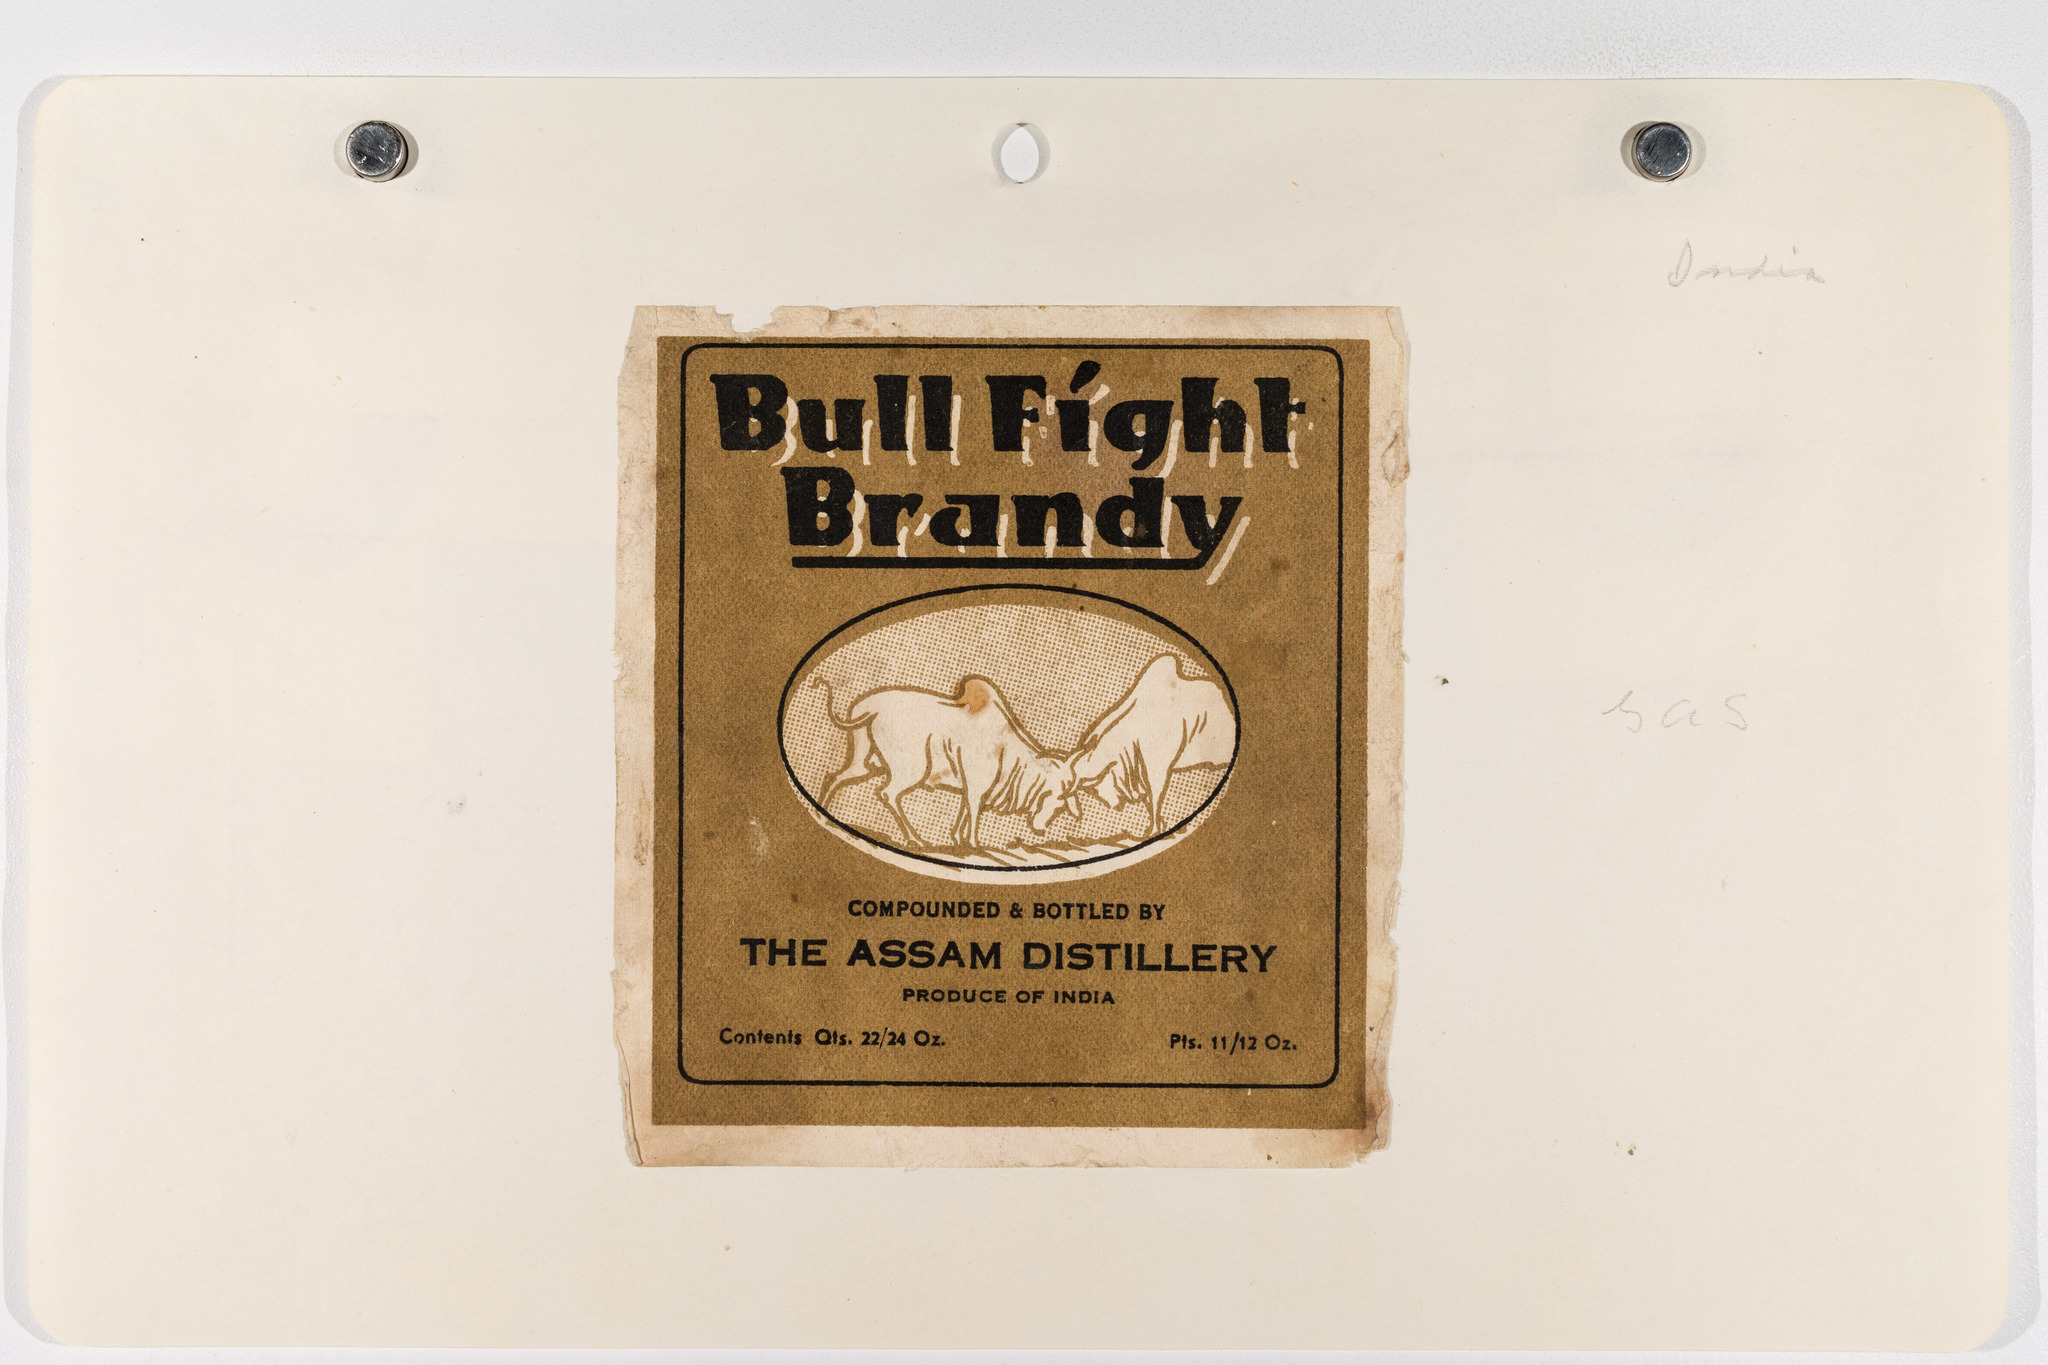 India
Bull Fight
Brandy
COMPOUNDED & BOTTLED BY
THE ASSAM DISTILLERY
PRODUCE OF INDIA
Contents Qts. 22/24 Oz. Pts. 11/12 Oz.